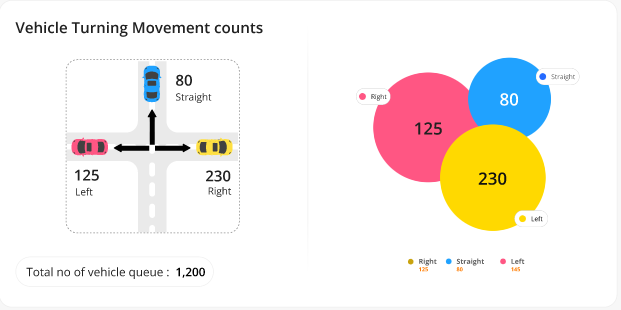 Vehicle Turning Movement counts
80
Straight
125
Left
230
Right
Total no of vehicle queue : 1,200
Right
Straight
125
80
230
Left
Right Straight Left
125 80 145